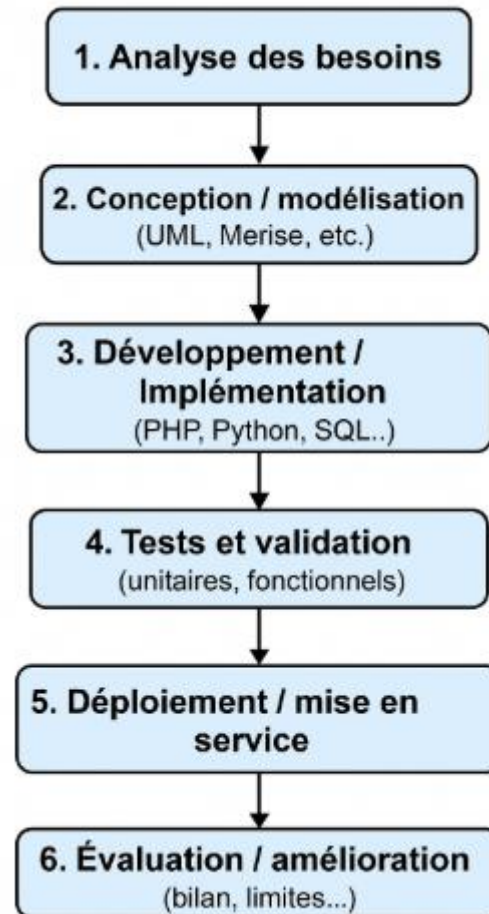 1. Analyse des besoins
2. Conception / modélisation
(UML, Merise, etc.)
3. Développement /
Implémentation
(PHP, Python, SQL..)
4. Tests et validation
(unitaires, fonctionnels)
5. Déploiement / mise en
service
6. Évaluation / amélioration
(bilan, limites...)